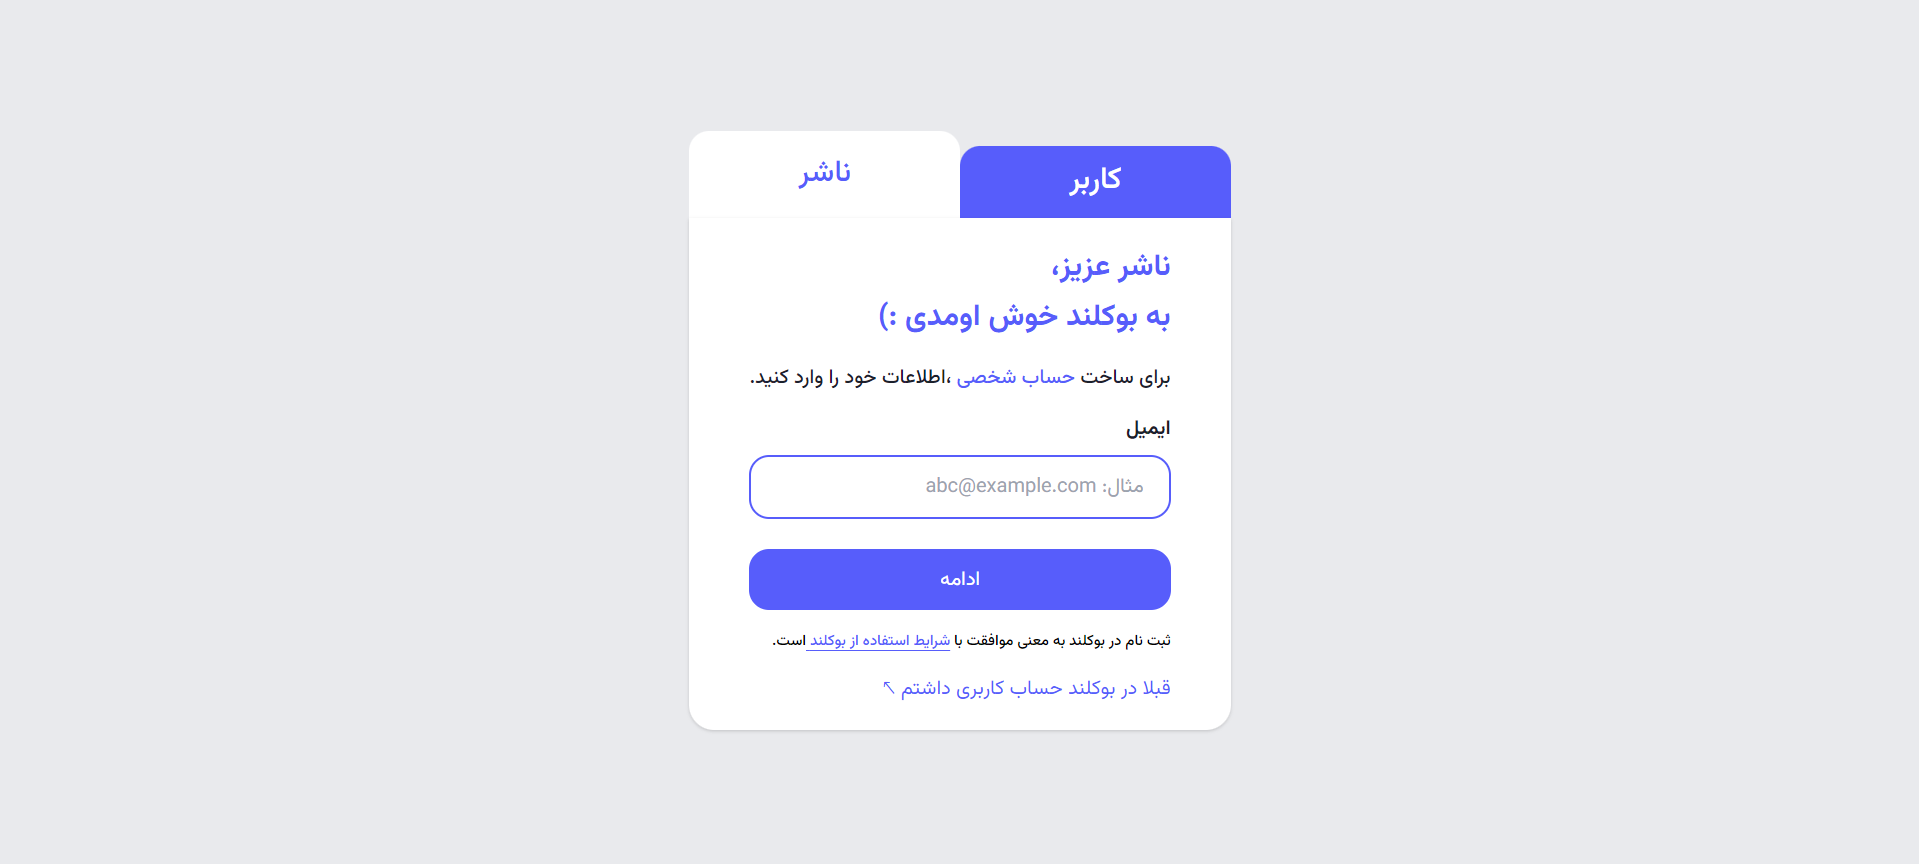 کاربر
ناشر
ناشر عزیز،
به بوکلند خوش اومدی :)
برای ساخت حساب شخصی ،اطلاعات خود را وارد کنید.
ایمیل
مثال: abc@example.com
ادامه
ثبت نام در بوکلند به معنی موافقت با شرایط استفاده از بوکلند است.
قبلا در بوکلند حساب کاربری داشتم ↖